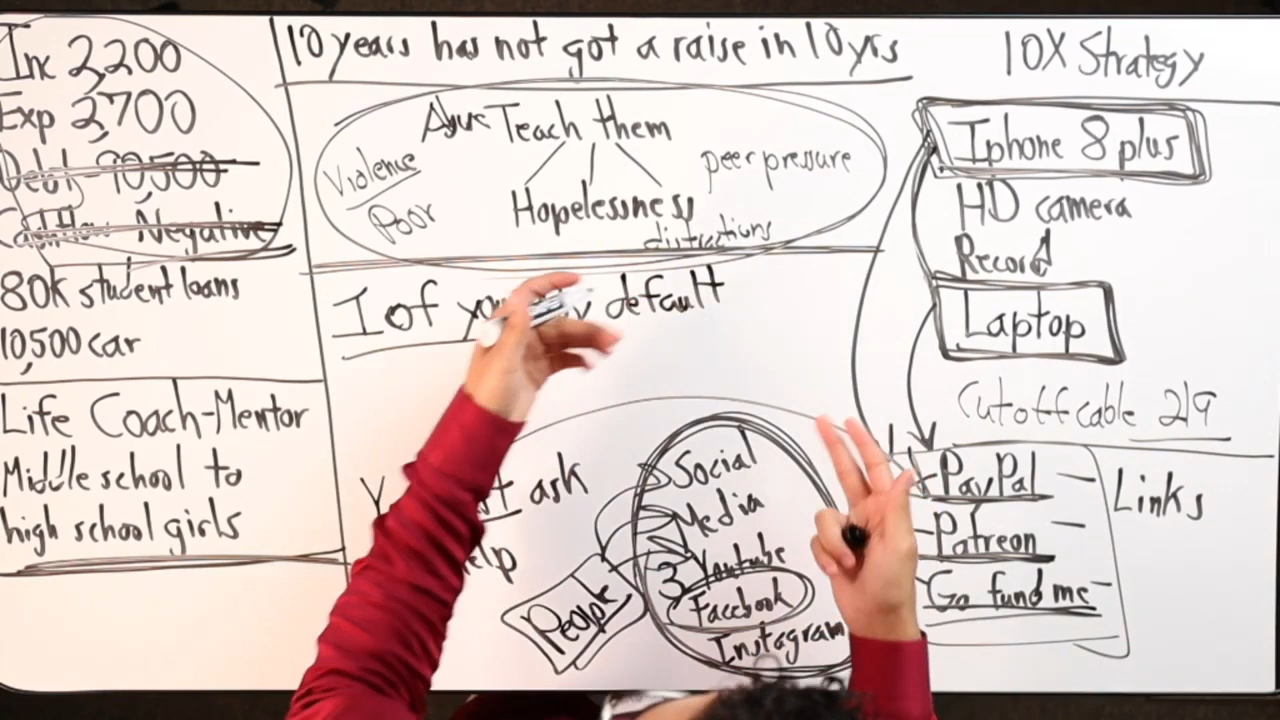 Inc 2,200
Exp 2,700
Debt - 90,500
Cashflow Negative
80K student loans
10,500 car
Life Coach-Mentor
Middle school to
high school girls
10 years has not got a raise in 10yrs
Teach them
Violence
Poor
peer pressure
Hopelessness
distractions
I of
default
ask
People
Social
Media
3 Youtube
Facebook
Instagram
10X Strategy
Iphone 8 plus
HD camera
Record
Laptop
Cut off cable 219
- PayPal -
- Patreon -
- Go fund me -
Links